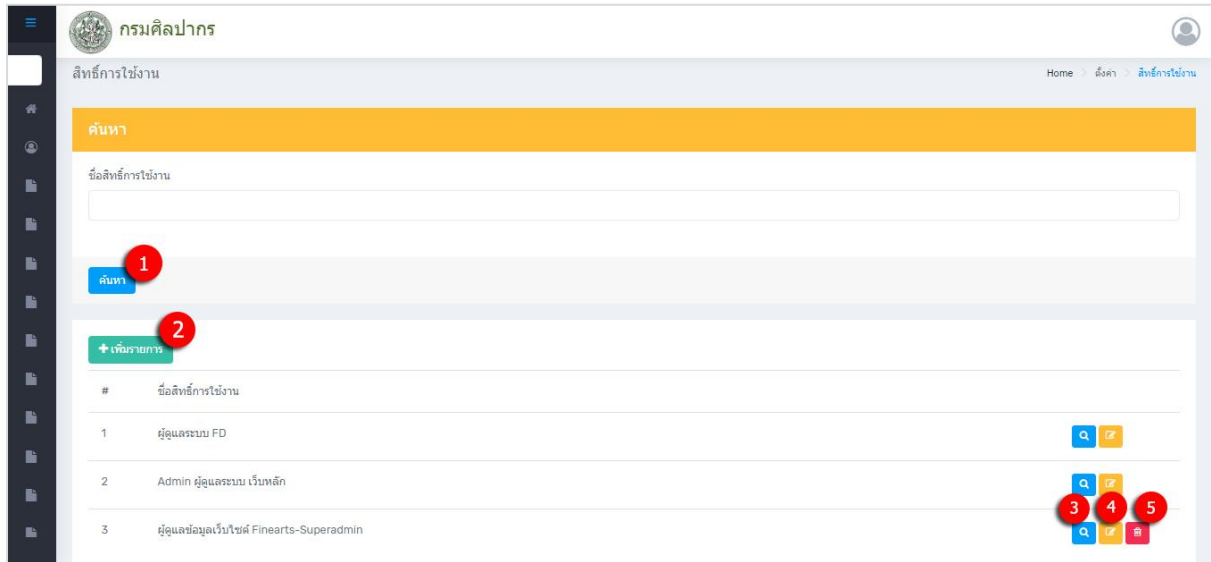 กรมศิลปากร
สิทธิ์การใช้งาน
Home > ตั้งค่า > สิทธิ์การใช้งาน
ค้นหา
ชื่อสิทธิ์การใช้งาน
1
ค้นหา
2
+ เพิ่มรายการ
# ชื่อสิทธิ์การใช้งาน
1 ผู้ดูแลระบบ FD
2 Admin ผู้ดูแลระบบ เว็บหลัก
3 4 5
3 ผู้ดูแลข้อมูลเว็บไซต์ Finearts-Superadmin